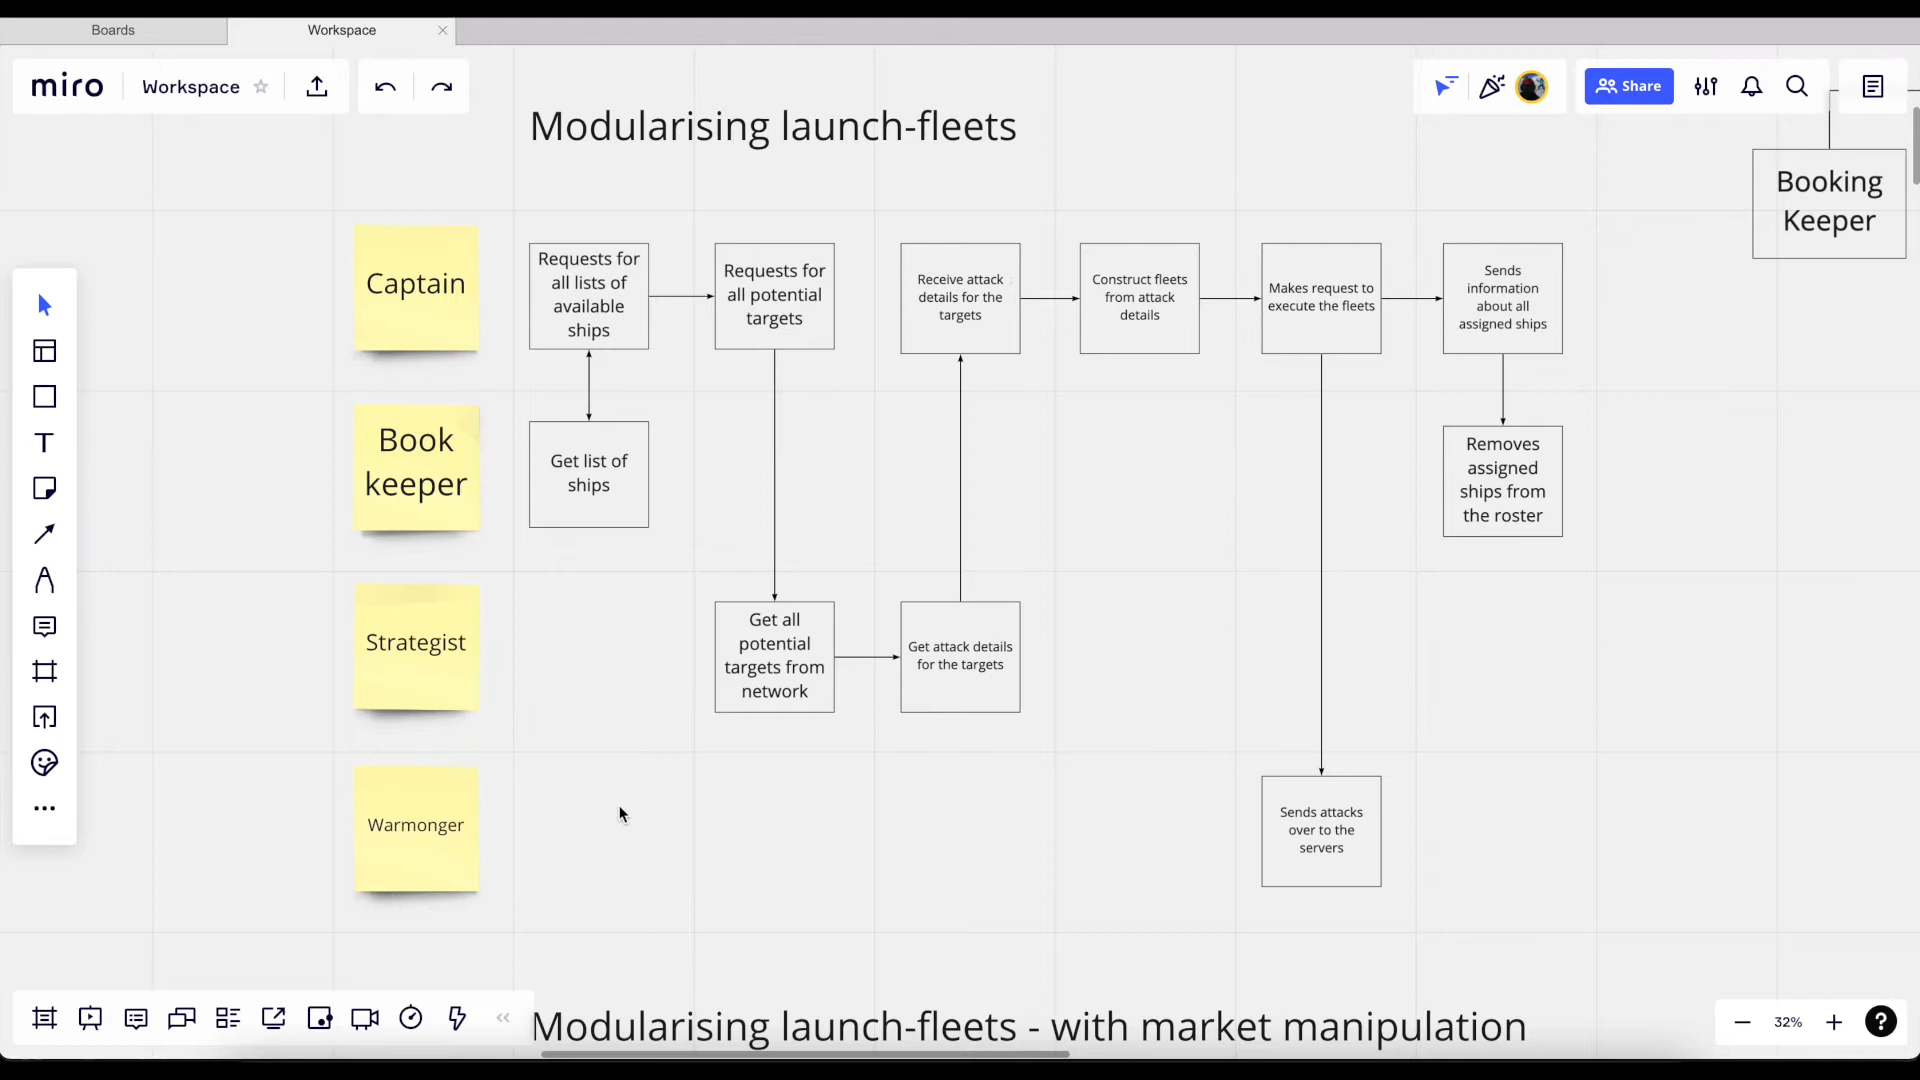 Boards
Workspace
miro
Workspace
Share
Modularising launch-fleets
Booking
Keeper
Captain
Requests for
all lists of
available
ships
Requests for
all potential
targets
Receive attack
details for the
targets
Construct fleets
from attack
details
Makes request to
execute the fleets
Sends
information
about all
assigned ships
Book
keeper
Get list of
ships
Removes
assigned
ships from
the roster
Strategist
Get all
potential
targets from
network
Get attack details
for the targets
Warmonger
Sends attacks
over to the
servers
Modularising launch-fleets - with market manipulation
32%